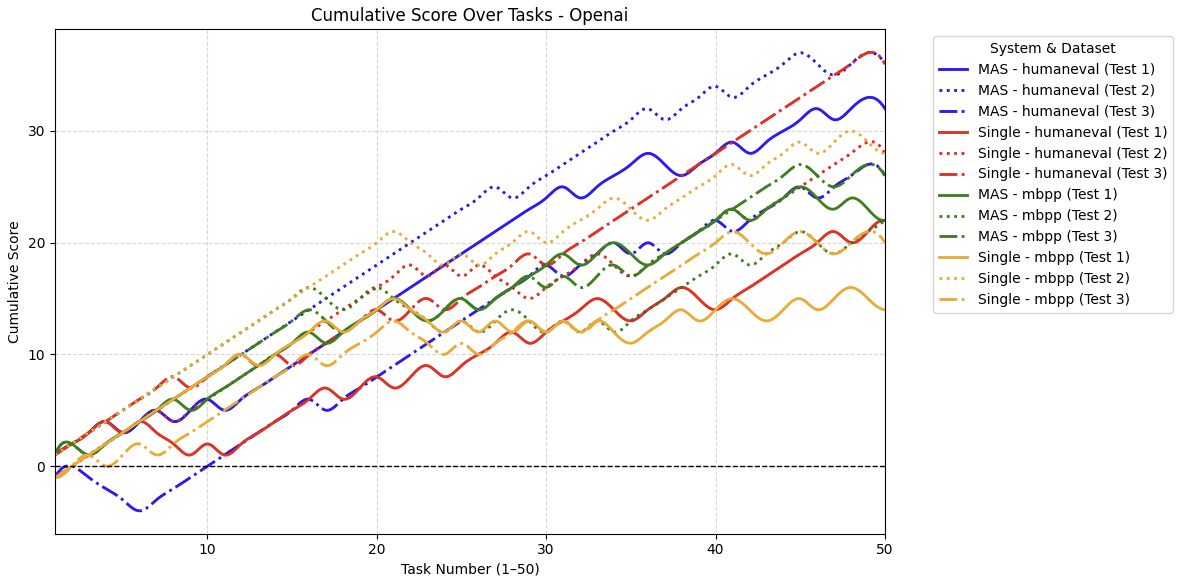 Cumulative Score Over Tasks - Openai
Cumulative Score
30
20
10
0
10
20
30
40
50
Task Number (1–50)
System & Dataset
MAS - humaneval (Test 1)
MAS - humaneval (Test 2)
MAS - humaneval (Test 3)
Single - humaneval (Test 1)
Single - humaneval (Test 2)
Single - humaneval (Test 3)
MAS - mbpp (Test 1)
MAS - mbpp (Test 2)
MAS - mbpp (Test 3)
Single - mbpp (Test 1)
Single - mbpp (Test 2)
Single - mbpp (Test 3)